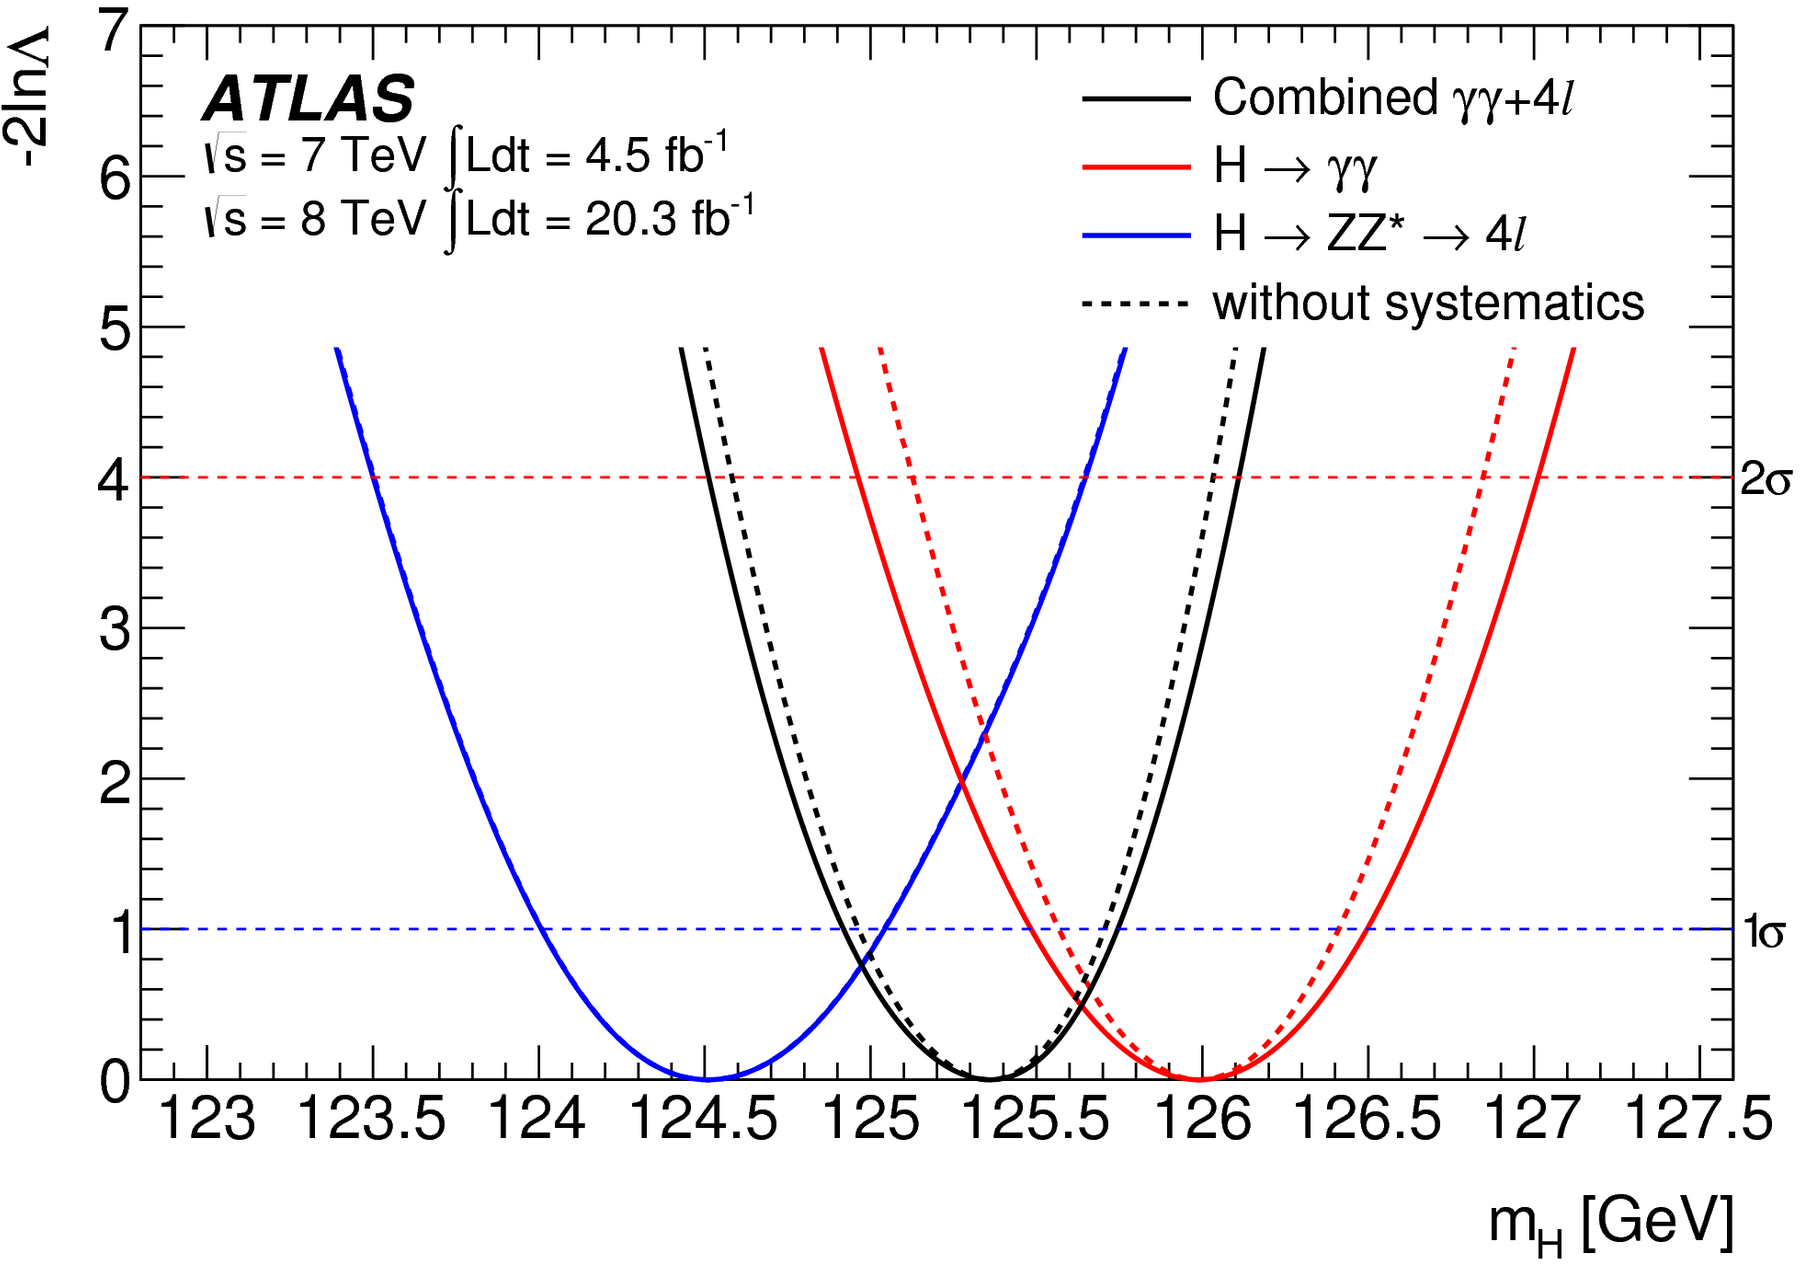 -2lnΛ
7
6
5
4
3
2
1
0
ATLAS
√s = 7 TeV ∫Ldt = 4.5 fb⁻¹
√s = 8 TeV ∫Ldt = 20.3 fb⁻¹
Combined γγ+4l
H → γγ
H → ZZ* → 4l
without systematics
2σ
1σ
123 123.5 124 124.5 125 125.5 126 126.5 127 127.5
m_H [GeV]